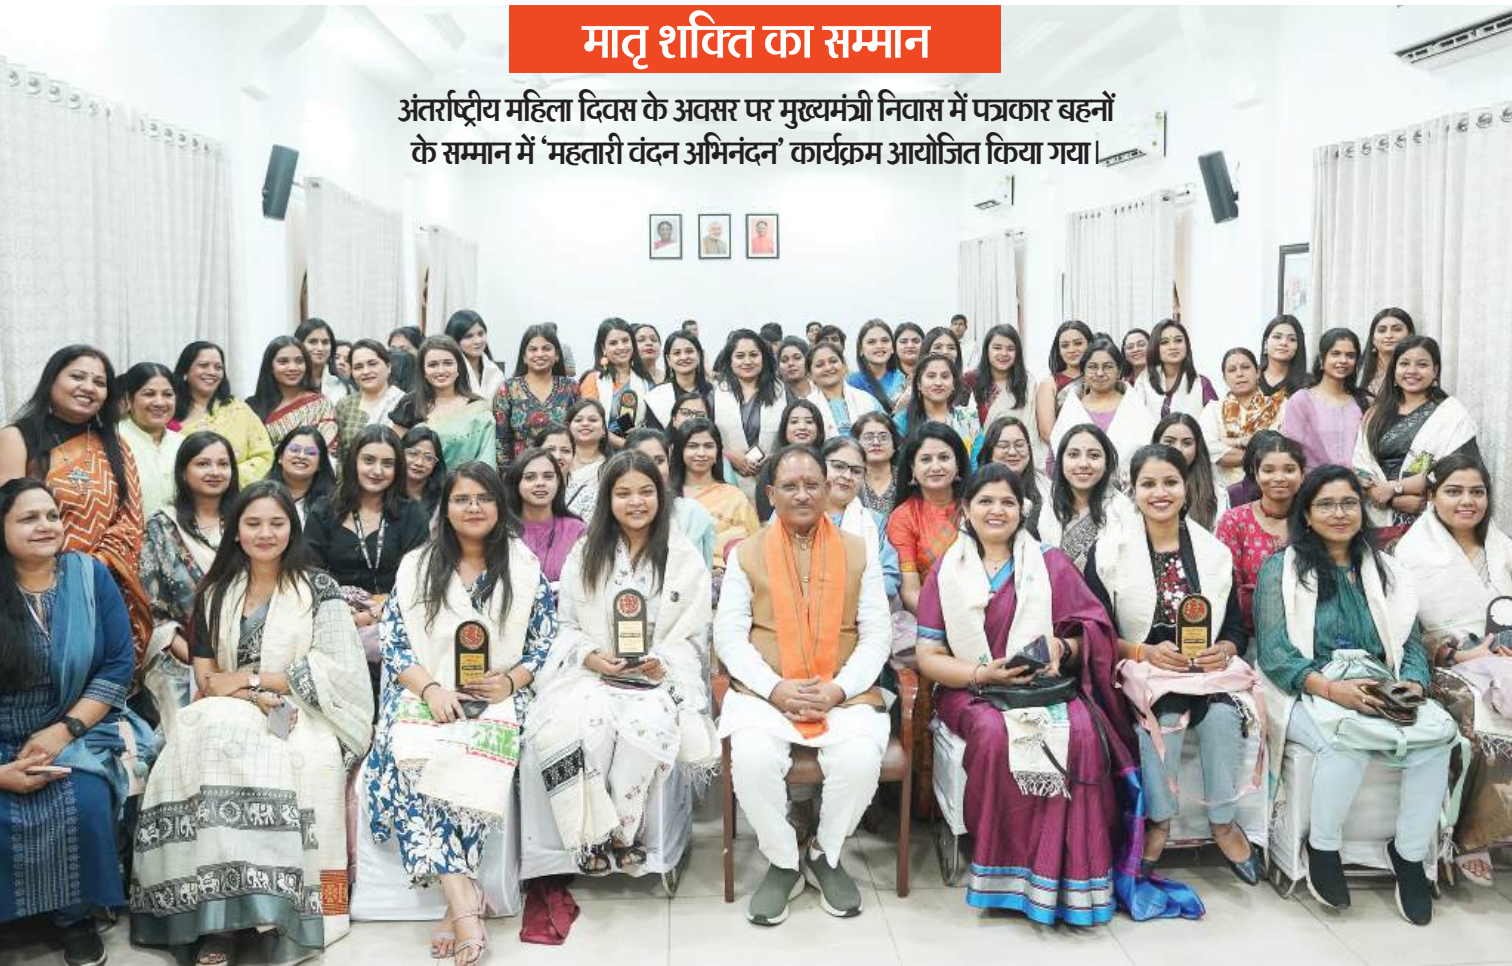 मातृ शक्ति का सम्मान
अंतर्राष्ट्रीय महिला दिवस के अवसर पर मुख्यमंत्री निवास में पत्रकार बहनों
के सम्मान में ‘महतारी वंदन अभिनंदन’ कार्यक्रम आयोजित किया गया।